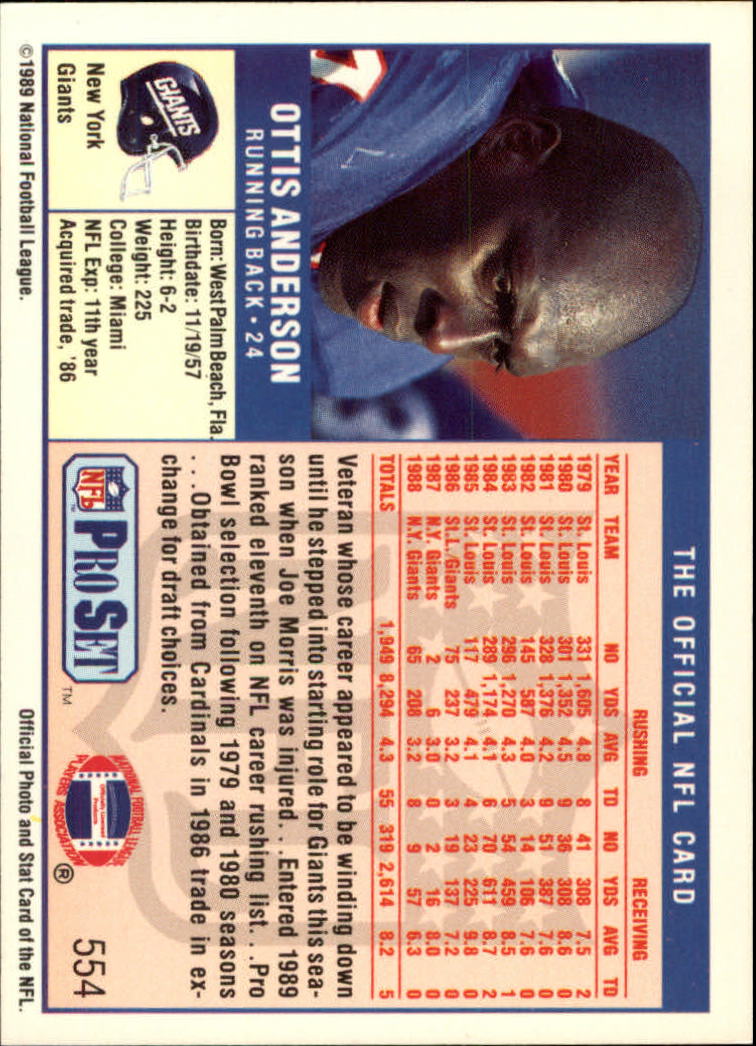 THE OFFICIAL NFL CARD
OTTIS ANDERSON
RUNNING BACK • 24
GIANTS
New York
Giants
Born: West Palm Beach, Fla.
Birthdate: 11/19/57
Height: 6-2
Weight: 225
College: Miami
NFL Exp: 11th year
Acquired trade, '86
RUSHING RECEIVING
YEAR TEAM NO YDS AVG TD NO YDS AVG TD
1979 St. Louis 331 1,605 4.8 8 41 308 7.5 2
1980 St. Louis 301 1,352 4.5 9 36 308 8.6 0
1981 St. Louis 328 1,376 4.2 9 51 387 7.6 0
1982 St. Louis 145 587 4.0 3 14 106 7.6 0
1983 St. Louis 296 1,270 4.3 5 54 459 8.5 1
1984 St. Louis 289 1,174 4.1 6 70 611 8.7 2
1985 St. Louis 117 479 4.1 4 23 225 9.8 0
1986 St.L./Giants 75 237 3.2 3 19 137 7.2 0
1987 N.Y. Giants 2 6 3.0 0 2 16 8.0 0
1988 N.Y. Giants 65 208 3.2 8 9 57 6.3 0
TOTALS 1,949 8,294 4.3 55 319 2,614 8.2 5
Veteran whose career appeared to be winding down
until he stepped into starting role for Giants this sea-
son when Joe Morris was injured. . .Entered 1989
ranked eleventh on NFL career rushing list. . .Pro
Bowl selection following 1979 and 1980 seasons
. . .Obtained from Cardinals in 1986 trade in ex-
change for draft choices.
NFL PRO SET TM
NATIONAL FOOTBALL LEAGUE
Officially Licensed
Products
PLAYERS ASSOCIATION ®
554
©1989 National Football League.
Official Photo and Stat Card of the NFL.